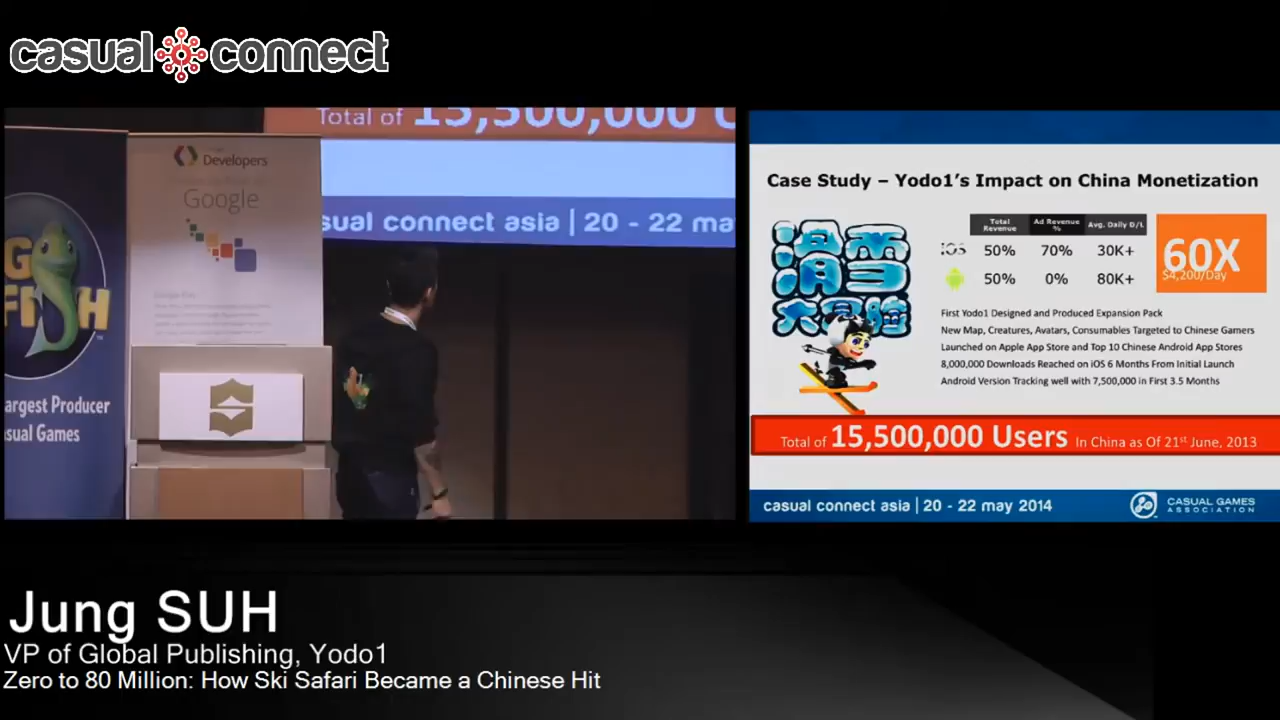 casual connect
Total of 15,500,000 U
sual connect asia | 20 - 22 ma
Developers
Google
G
FISH
argest Producer
sual Games
Case Study – Yodo1's Impact on China Monetization
滑雪
大冒险
Total Revenue
Ad Revenue %
Avg. Daily D/L
iOS 50% 70% 30K+
50% 0% 80K+
60X
$4,200/Day
First Yodo1 Designed and Produced Expansion Pack
New Map, Creatures, Avatars, Consumables Targeted to Chinese Gamers
Launched on Apple App Store and Top 10 Chinese Android App Stores
8,000,000 Downloads Reached on iOS 6 Months From Initial Launch
Android Version Tracking well with 7,500,000 in First 3.5 Months
Total of 15,500,000 Users In China as Of 21st June, 2013
casual connect asia | 20 - 22 may 2014
CASUAL GAMES
ASSOCIATION
Jung SUH
VP of Global Publishing, Yodo1
Zero to 80 Million: How Ski Safari Became a Chinese Hit